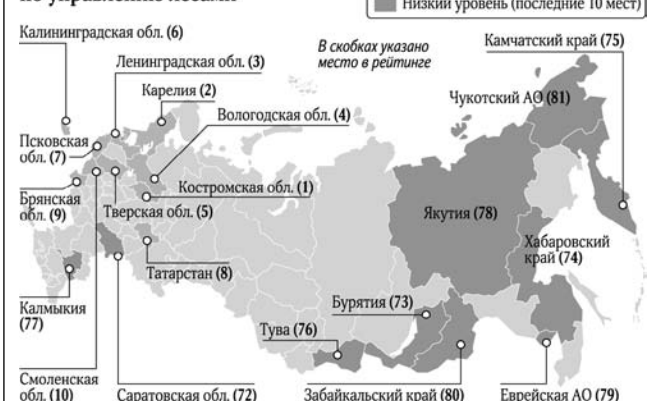 по управлению лесами
Низкий уровень (последние 10 мест)
Калининградская обл. (6)
В скобках указано
место в рейтинге
Камчатский край (75)
Ленинградская обл. (3)
Карелия (2)
Чукотский АО (81)
Вологодская обл. (4)
Псковская
обл. (7)
Костромская обл. (1)
Брянская
обл. (9)
Тверская обл. (5)
Якутия (78)
Хабаровский
край (74)
Татарстан (8)
Бурятия (73)
Калмыкия
(77)
Тува (76)
Смоленская
обл. (10)
Саратовская обл. (72)
Забайкальский край (80)
Еврейская АО (79)